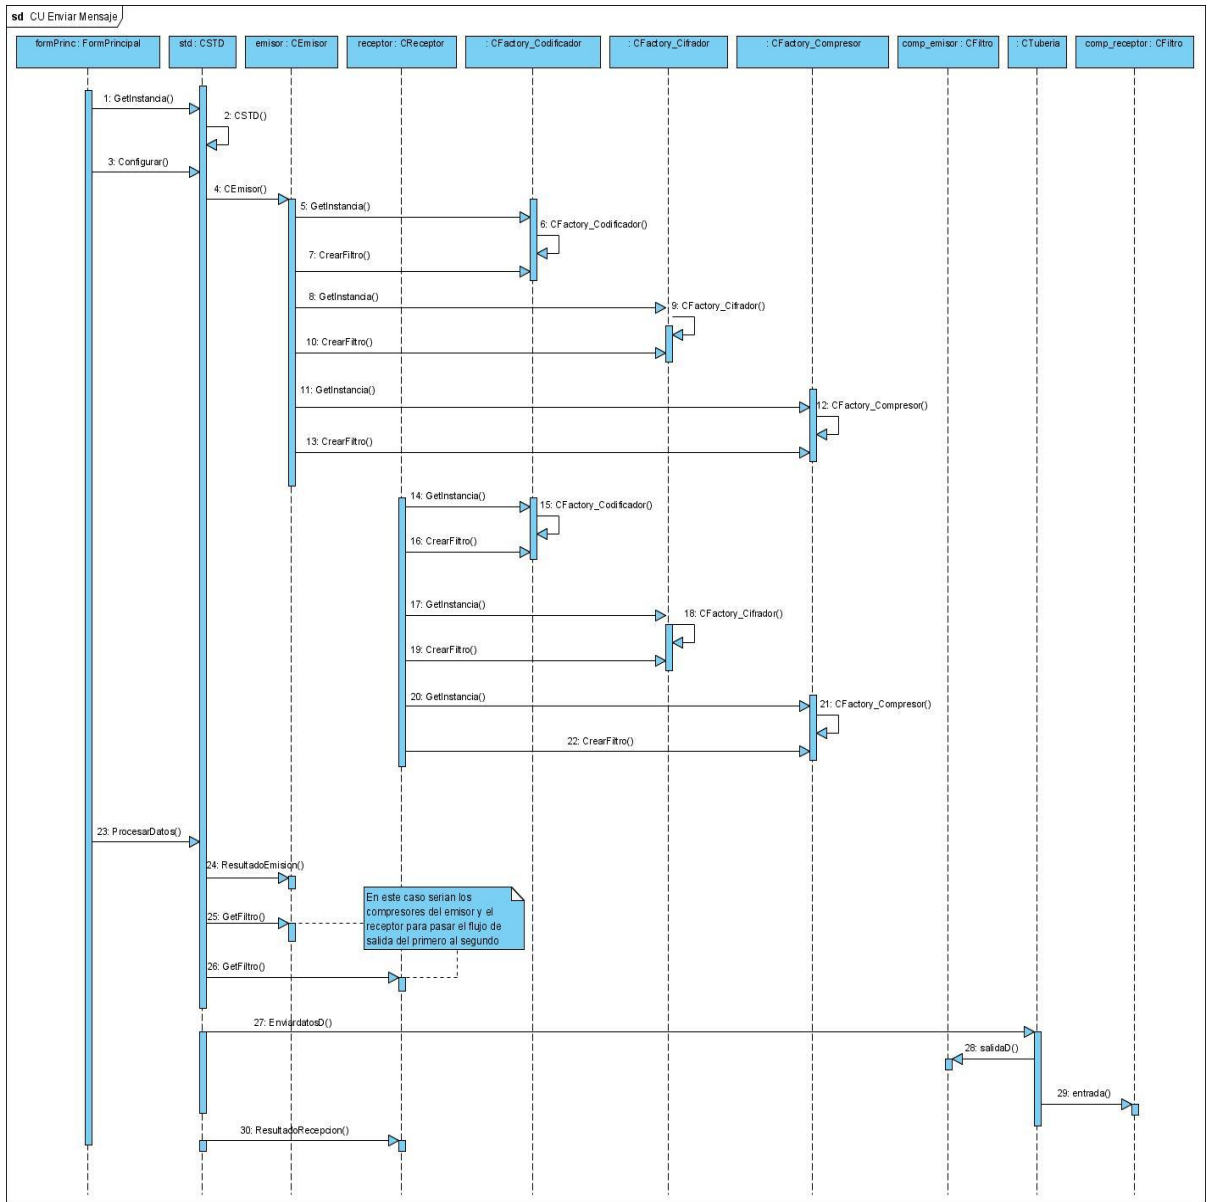 sd CU Enviar Mensaje
formPrinc : FormPrincipal
std : CSTD
emisor : CEmisor
receptor : CReceptor
: CFactory_Codificador
: CFactory_Cifrador
: CFactory_Compresor
comp_emisor : CFiltro
: CTuberia
comp_receptor : CFiltro
1: GetInstancia()
2: CSTD()
3: Configurar()
4: CEmisor()
5: GetInstancia()
6: CFactory_Codificador()
7: CrearFiltro()
8: GetInstancia()
9: CFactory_Cifrador()
10: CrearFiltro()
11: GetInstancia()
12: CFactory_Compresor()
13: CrearFiltro()
14: GetInstancia()
15: CFactory_Codificador()
16: CrearFiltro()
17: GetInstancia()
18: CFactory_Cifrador()
19: CrearFiltro()
20: GetInstancia()
21: CFactory_Compresor()
22: CrearFiltro()
23: ProcesarDatos()
24: ResultadoEmision()
En este caso serian los
compresores del emisor y el
receptor para pasar el flujo de
salida del primero al segundo
25: GetFiltro()
26: GetFiltro()
27: EnviardatosD()
28: salidaD()
29: entrada()
30: ResultadoRecepcion()